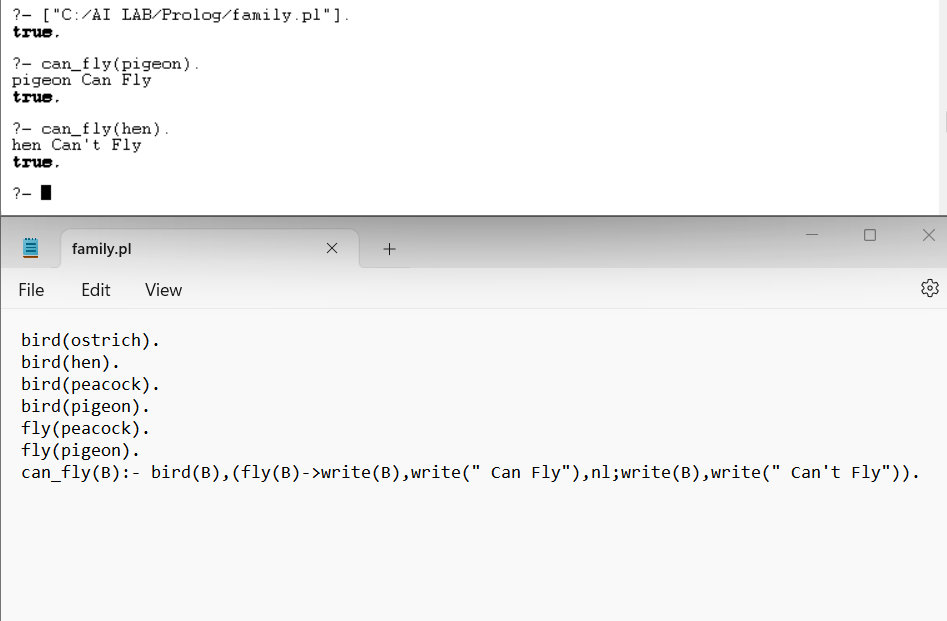 ?- ["C:/AI LAB/Prolog/family.pl"].
true.
?- can_fly(pigeon).
pigeon Can Fly
true.
?- can_fly(hen).
hen Can't Fly
true.
?-
family.pl
File Edit View
bird(ostrich).
bird(hen).
bird(peacock).
bird(pigeon).
fly(peacock).
fly(pigeon).
can_fly(B):- bird(B),(fly(B)->write(B),write(" Can Fly"),nl;write(B),write(" Can't Fly")).